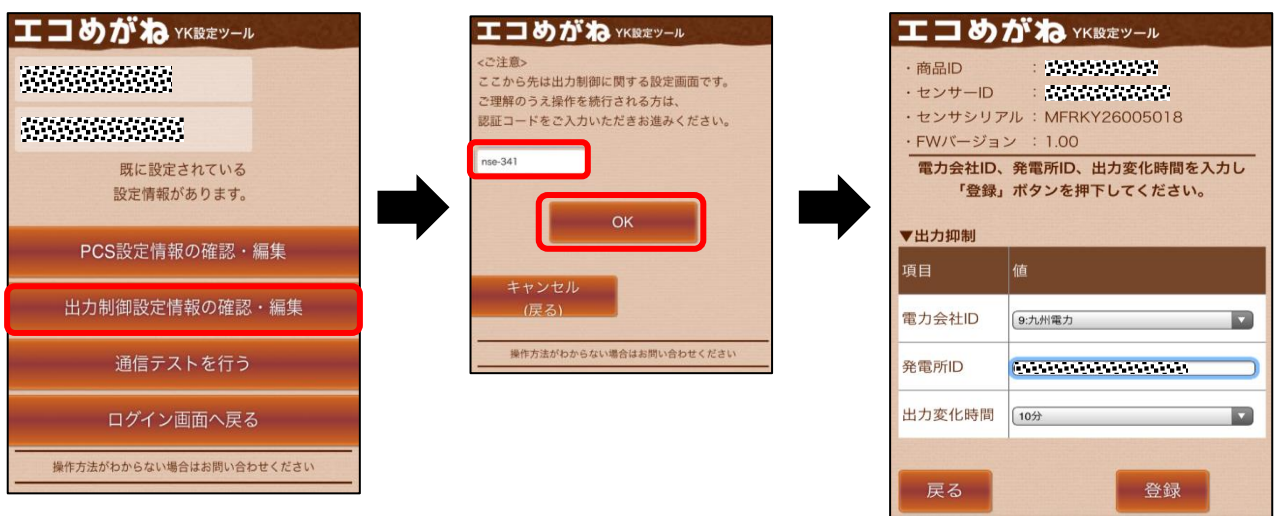 エコめがね YK設定ツール
既に設定されている
設定情報があります。
PCS設定情報の確認・編集
出力制御設定情報の確認・編集
通信テストを行う
ログイン画面へ戻る
操作方法がわからない場合はお問い合わせください
エコめがね YK設定ツール
<ご注意>
ここから先は出力制御に関する設定画面です。
ご理解のうえ操作を続行される方は、
認証コードをご入力いただきお進みください。
nse-341
OK
キャンセル
(戻る)
操作方法がわからない場合はお問い合わせください
エコめがね YK設定ツール
・商品ID :
・センサーID :
・センサシリアル : MFRKY26005018
・FWバージョン : 1.00
電力会社ID、発電所ID、出力変化時間を入力し
「登録」ボタンを押下してください。
▼出力抑制
項目 値
電力会社ID 9:九州電力
発電所ID
出力変化時間 10分
戻る 登録